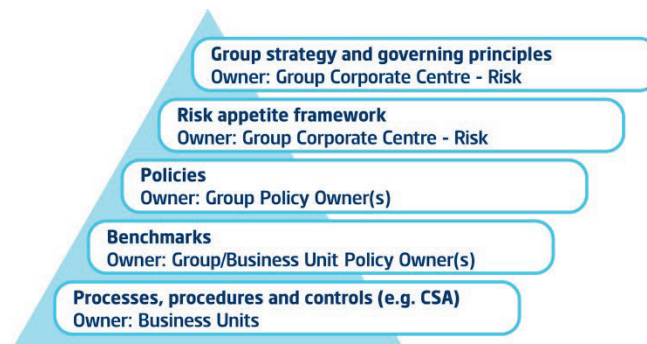 Group strategy and governing principles
Owner: Group Corporate Centre - Risk
Risk appetite framework
Owner: Group Corporate Centre - Risk
Policies
Owner: Group Policy Owner(s)
Benchmarks
Owner: Group/Business Unit Policy Owner(s)
Processes, procedures and controls (e.g. CSA)
Owner: Business Units